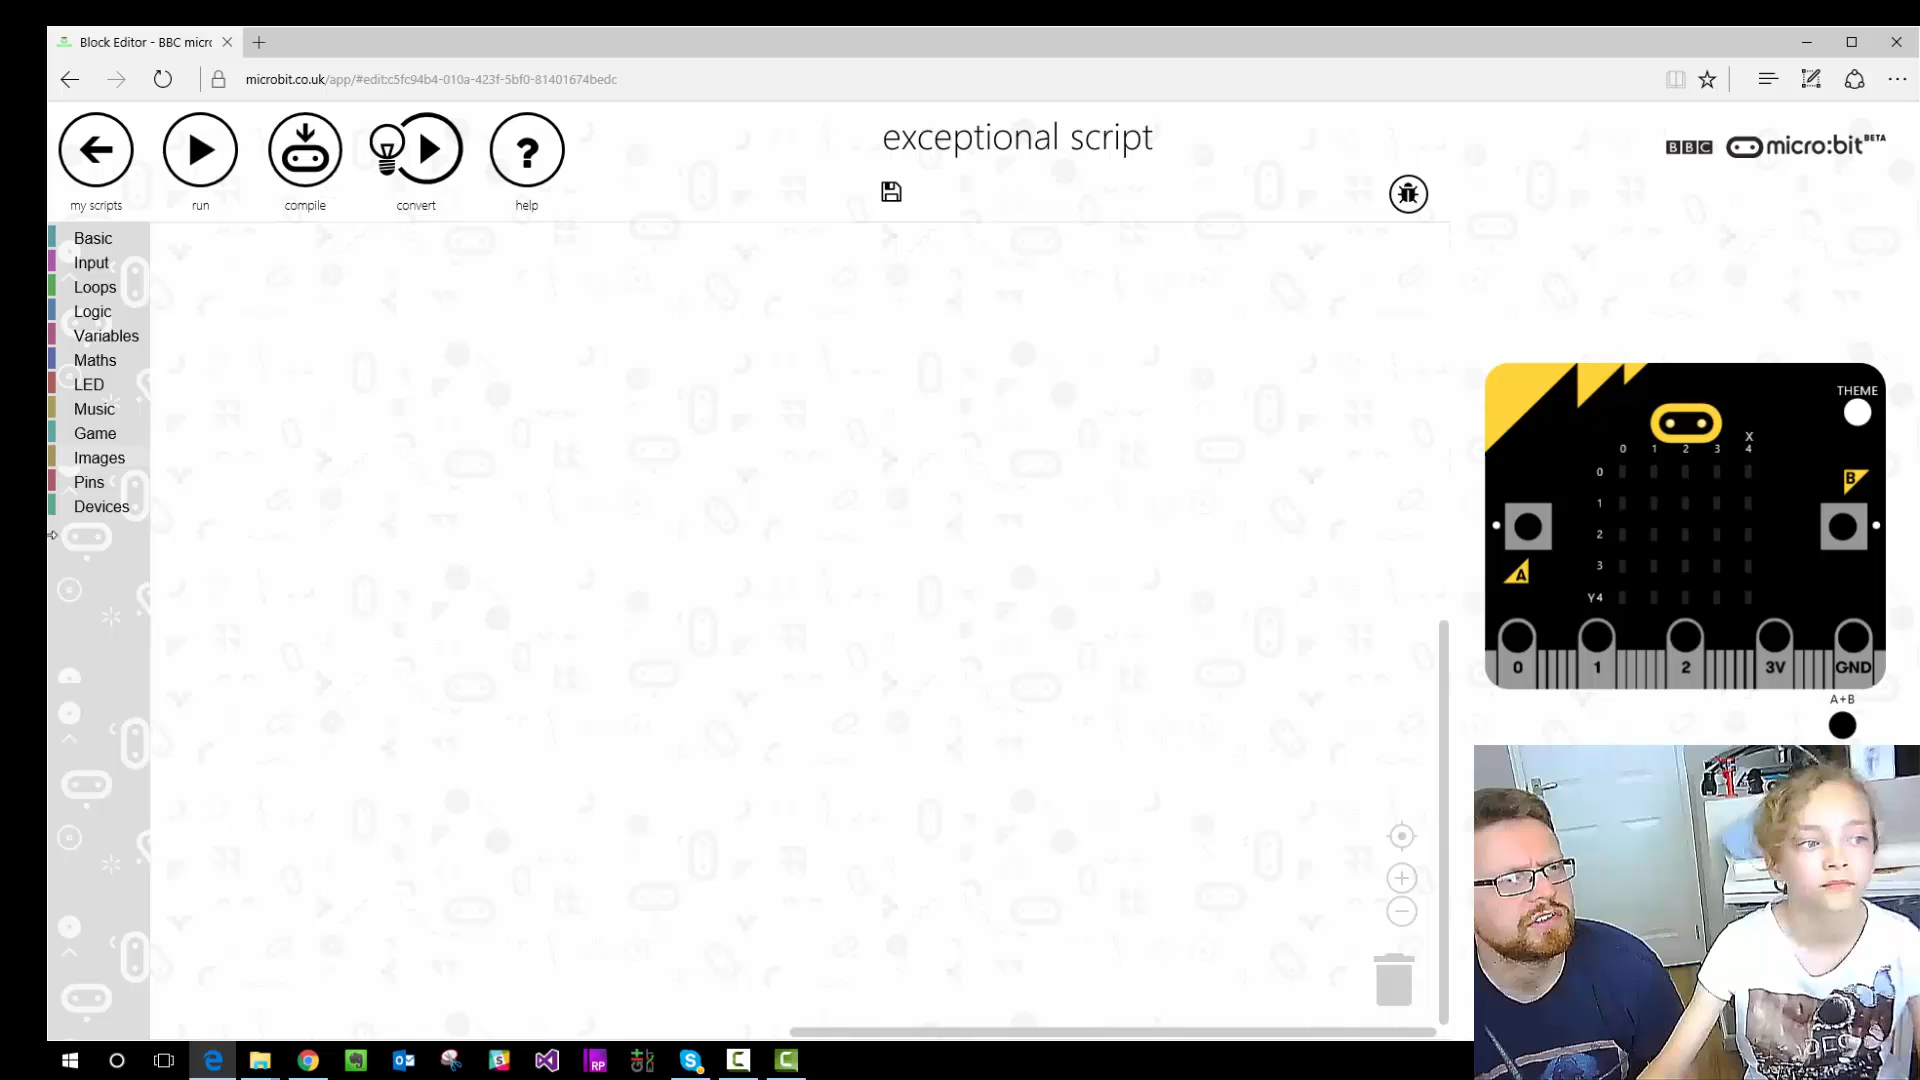 Block Editor - BBC micro
microbit.co.uk/app/#edit:c5fc94b4-010a-423f-5bf0-81401674bedc
exceptional script
BBC micro:bit BETA
my scripts
run
compile
convert
? help
Basic
Input
Loops
Logic
Variables
Maths
LED
Music
Game
Images
Pins
Devices
THEME
X
0 1 2 3 4
0
1
2
3
Y4
B
A
0 1 2 3V GND
A+B
RP